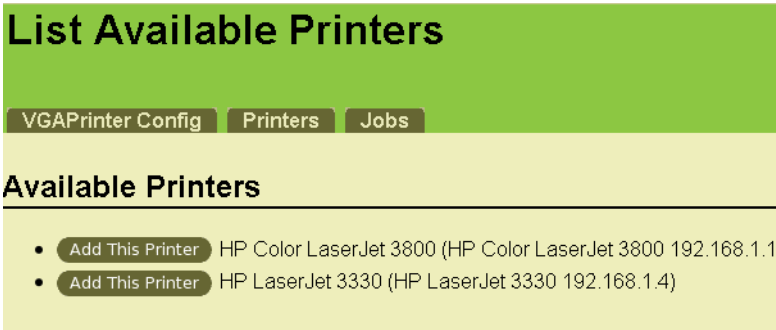 List Available Printers
VGAPrinter Config Printers Jobs
Available Printers
Add This Printer HP Color LaserJet 3800 (HP Color LaserJet 3800 192.168.1.1
Add This Printer HP LaserJet 3330 (HP LaserJet 3330 192.168.1.4)